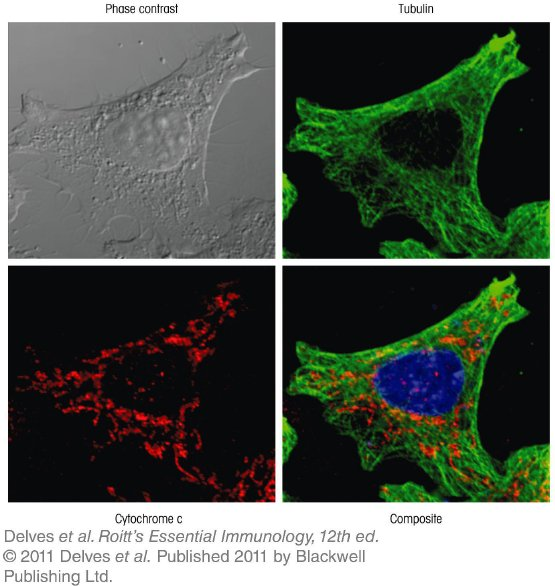 Phase contrast
Tubulin
Cytochrome c
Composite
Delves et al. Roitt's Essential Immunology, 12th ed.
© 2011 Delves et al. Published 2011 by Blackwell
Publishing Ltd.